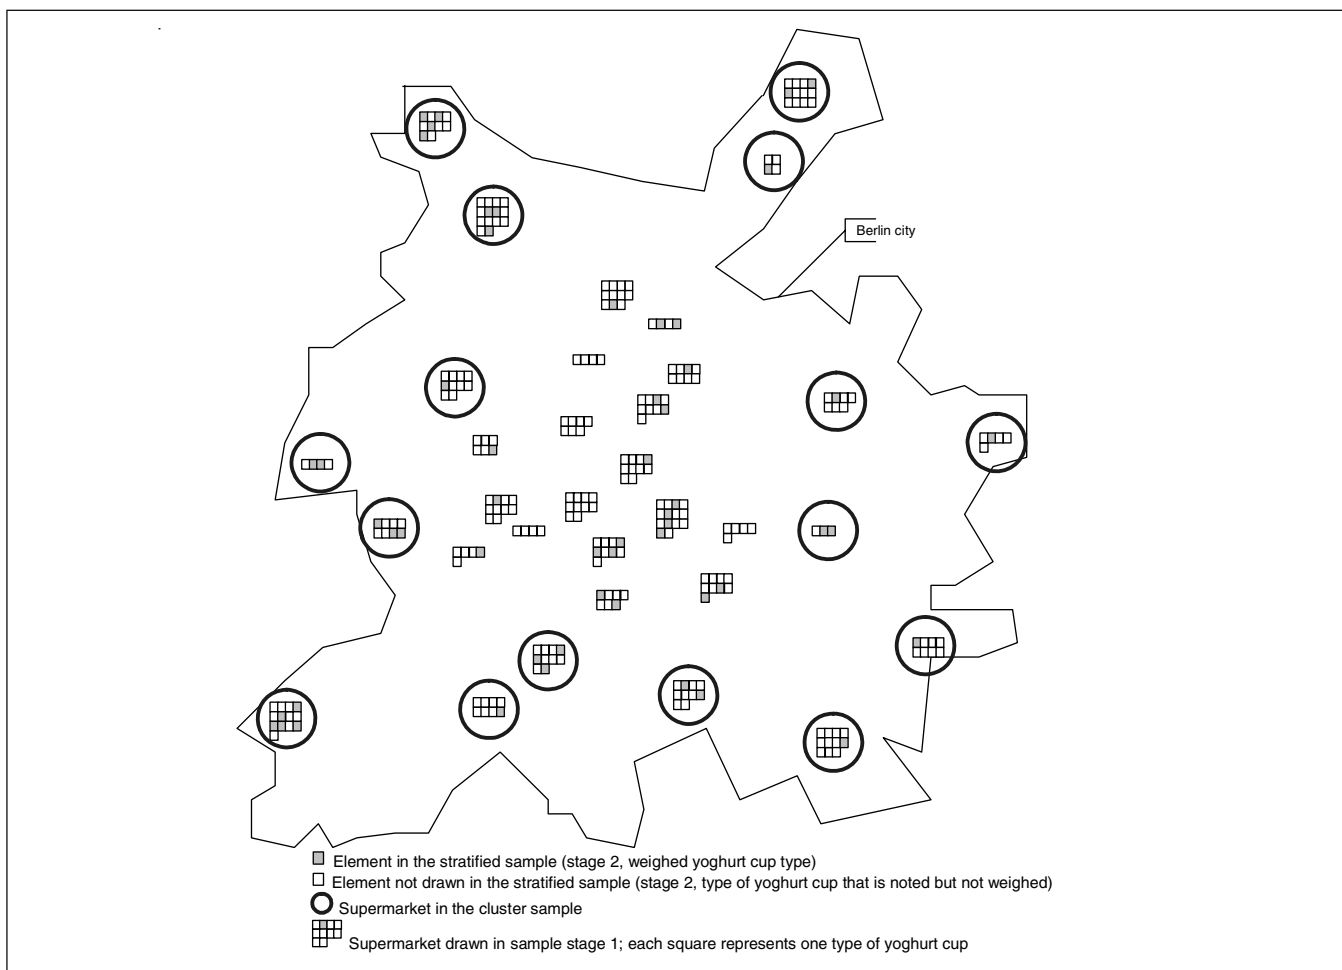 Berlin city
Element in the stratified sample (stage 2, weighed yoghurt cup type)
Element not drawn in the stratified sample (stage 2, type of yoghurt cup that is noted but not weighed)
Supermarket in the cluster sample
Supermarket drawn in sample stage 1; each square represents one type of yoghurt cup